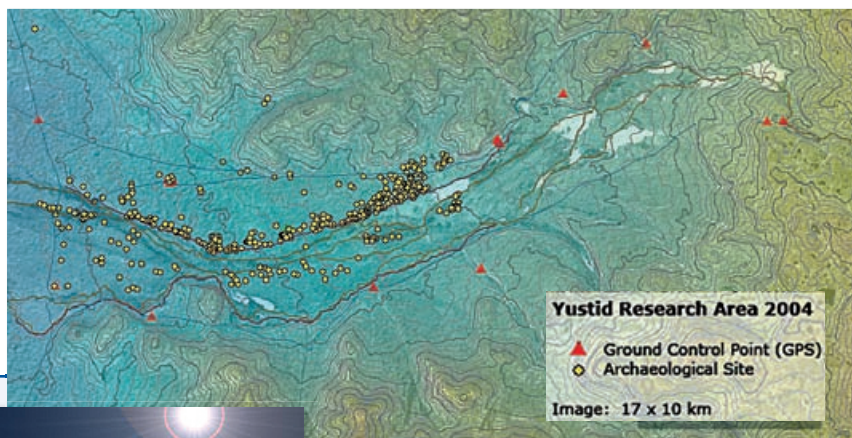 Yustid Research Area 2004
Ground Control Point (GPS)
Archaeological Site
Image: 17 x 10 km